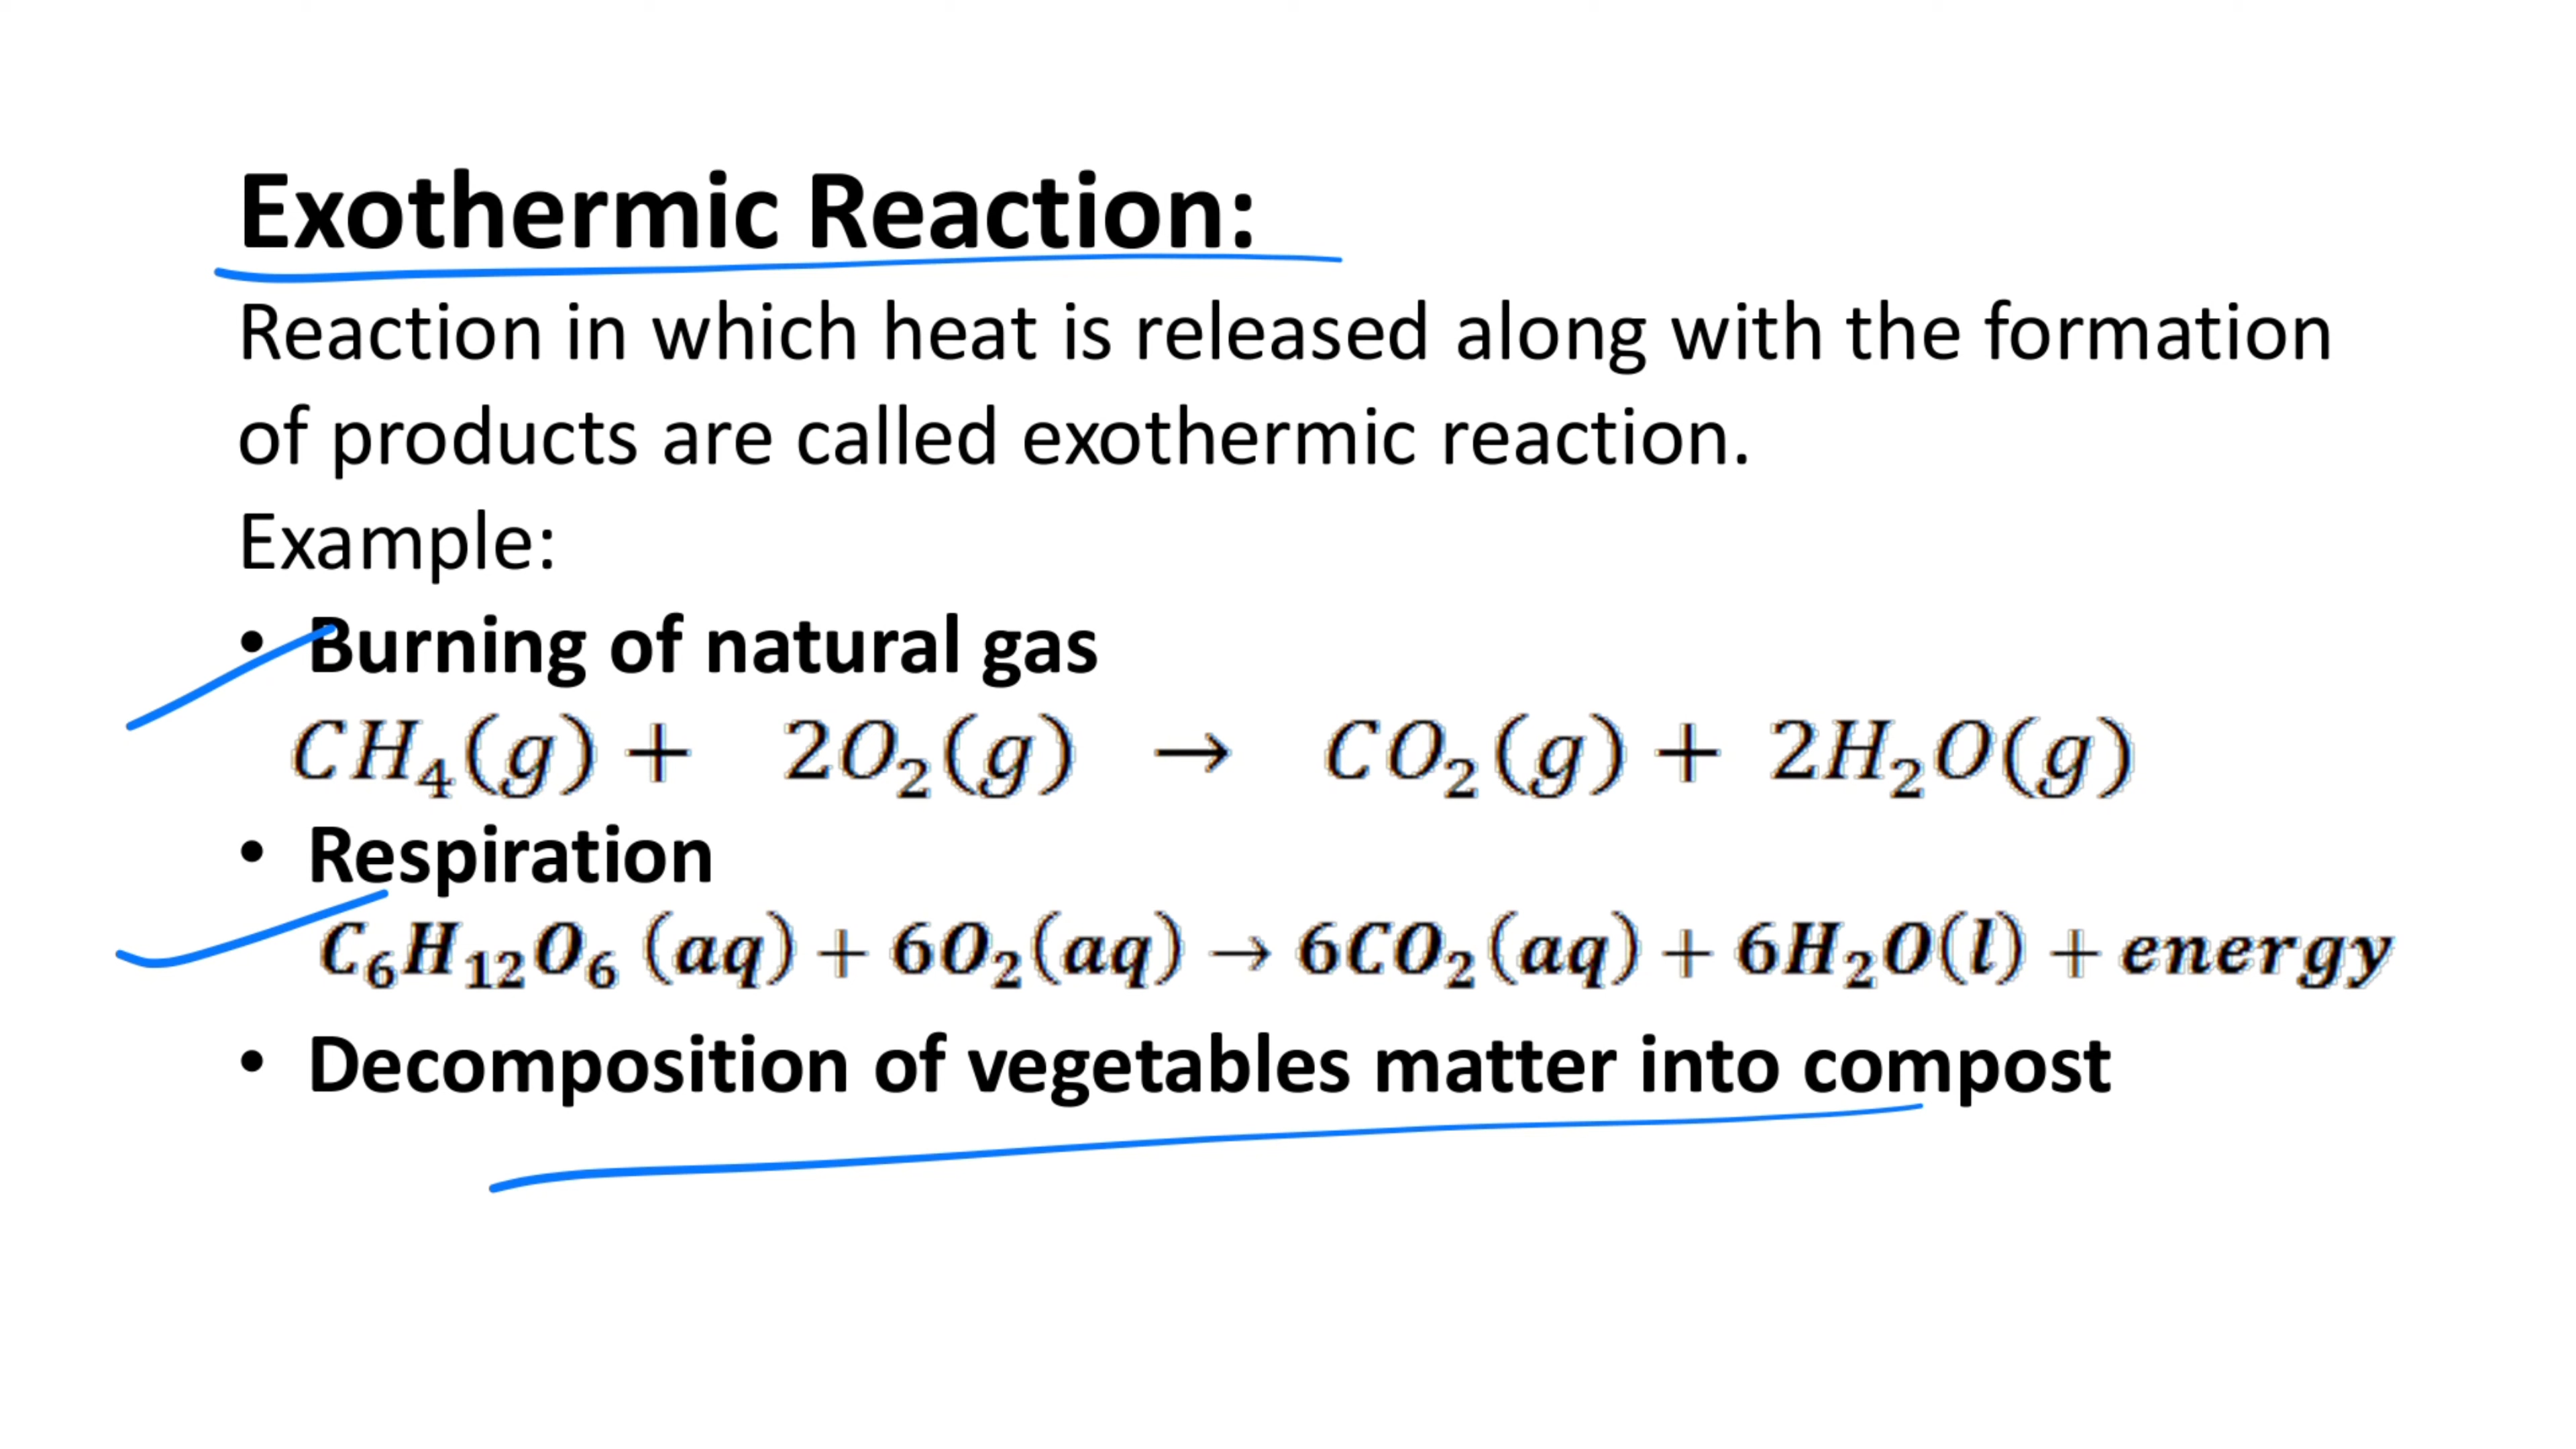 Exothermic Reaction:
Reaction in which heat is released along with the formation
of products are called exothermic reaction.
Example:
• Burning of natural gas
CH₄(g) + 2O₂(g) → CO₂(g) + 2H₂O(g)
• Respiration
C₆H₁₂O₆ (aq) + 6O₂(aq) → 6CO₂(aq) + 6H₂O(l) + energy
• Decomposition of vegetables matter into compost